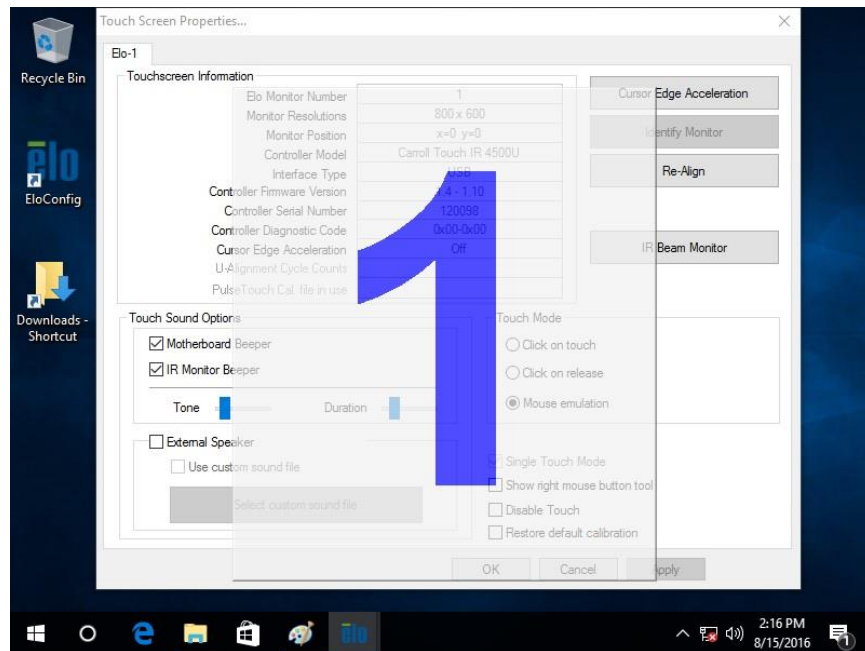 Touch Screen Properties...
Elo-1
Recycle Bin
elo
EloConfig
Downloads -
Shortcut
Touchscreen Information
Elo Monitor Number 1
Monitor Resolutions 800 x 600
Monitor Position x=0 y=0
Controller Model Carroll Touch IR 4500U
Interface Type USB
Controller Firmware Version 1.4 - 1.10
Controller Serial Number 120098
Controller Diagnostic Code 0x00-0x00
Cursor Edge Acceleration Off
U-Alignment Cycle Counts
PulseTouch Cal. file in use
Cursor Edge Acceleration
Identify Monitor
Re-Align
IR Beam Monitor
1
Touch Sound Options
Motherboard Beeper
IR Monitor Beeper
Tone Duration
External Speaker
Use custom sound file
Select custom sound file
Touch Mode
Click on touch
Click on release
Mouse emulation
Single Touch Mode
Show right mouse button tool
Disable Touch
Restore default calibration
OK Cancel Apply
elo
2:16 PM
8/15/2016
1